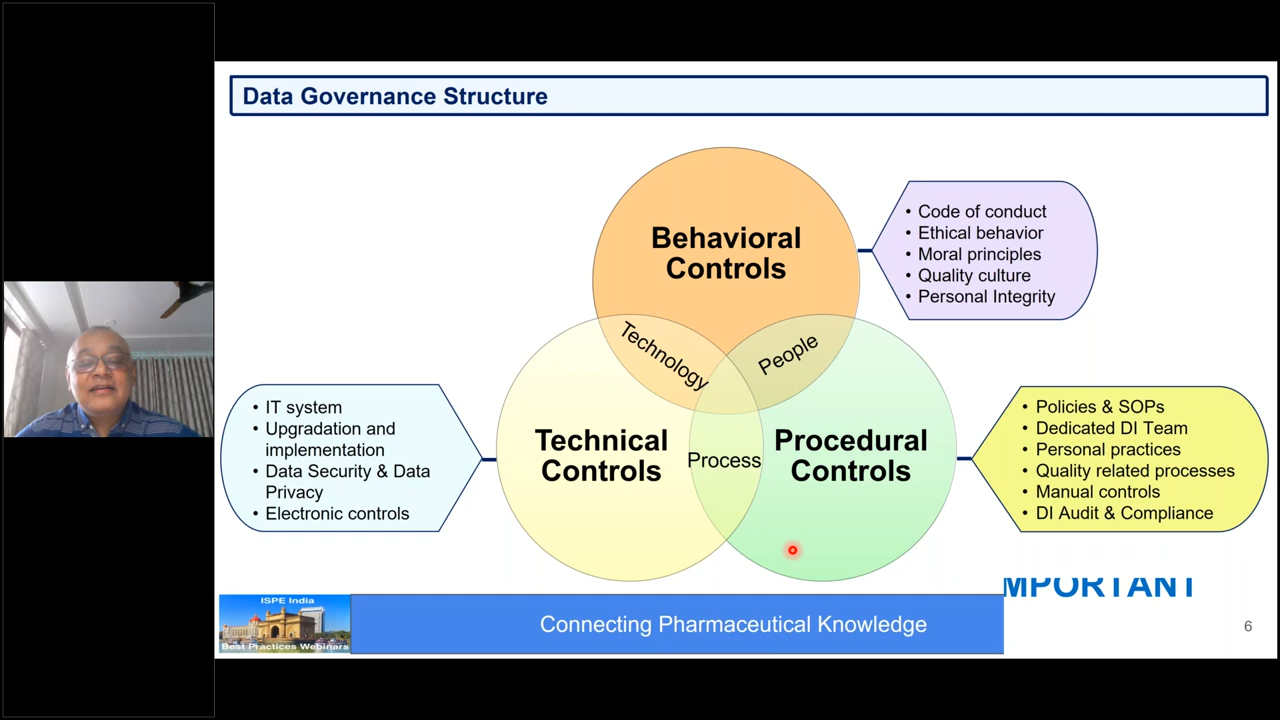 Data Governance Structure
Behavioral
Controls
• Code of conduct
• Ethical behavior
• Moral principles
• Quality culture
• Personal Integrity
Technology
People
• IT system
• Upgradation and
implementation
• Data Security & Data
Privacy
• Electronic controls
Technical
Controls
Process
Procedural
Controls
• Policies & SOPs
• Dedicated DI Team
• Personal practices
• Quality related processes
• Manual controls
• DI Audit & Compliance
MPORTANT
ISPE India
Best Practices Webinars
Connecting Pharmaceutical Knowledge
6